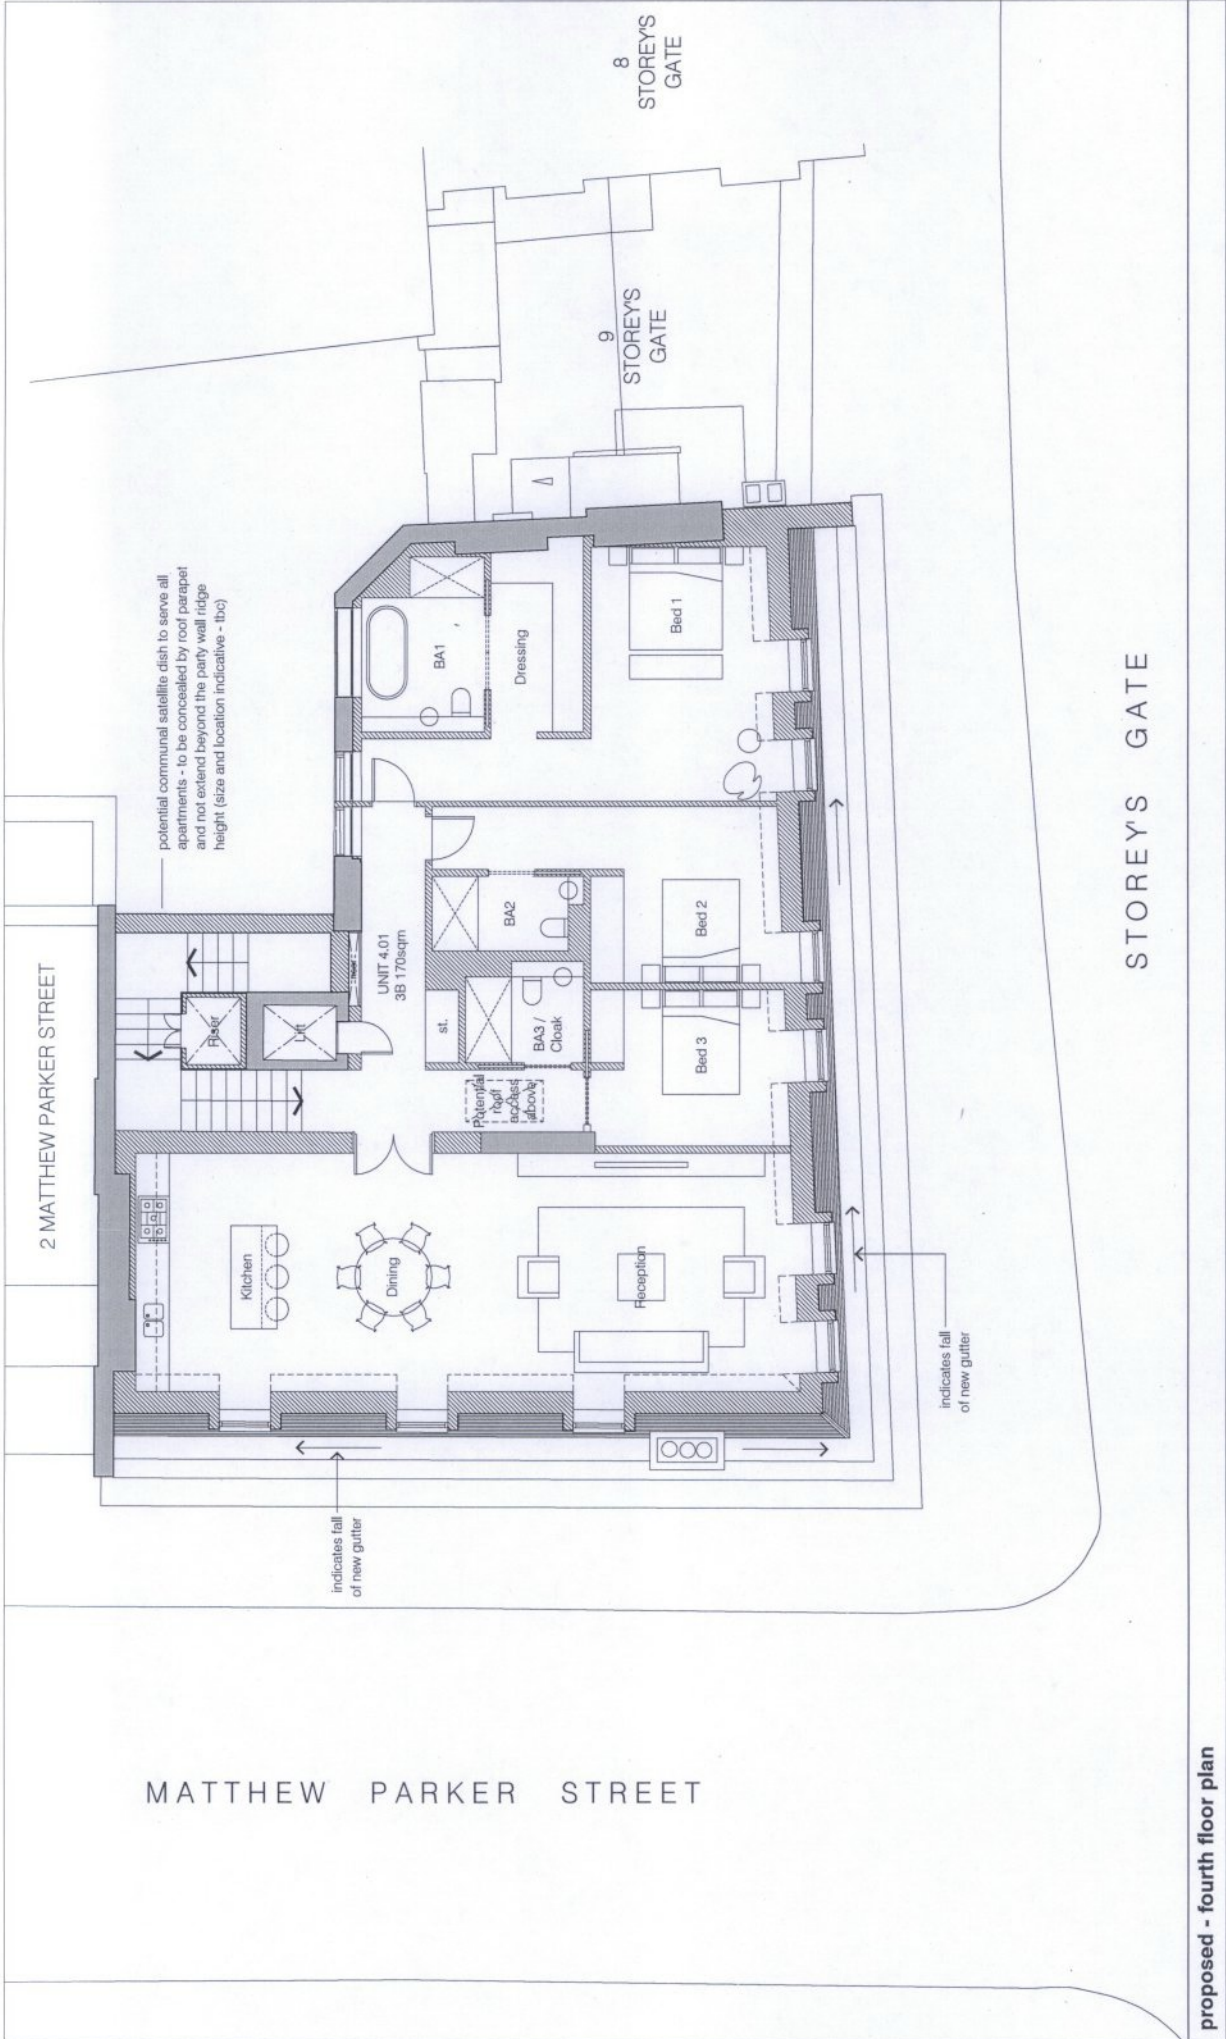 8
STOREY'S
GATE
9
STOREY'S
GATE
potential communal satellite dish to serve all
apartments - to be concealed by roof parapet
and not extend beyond the party wall ridge
height (size and location indicative - tbc)
2 MATTHEW PARKER STREET
BA1
Dressing
Bed 1
UNIT 4.01
3B 170sqm
Riser
Lift
Riser
st.
BA2
BA3 /
Cloak
Bed 2
Bed 3
Potential
roof
access
above
Kitchen
Dining
Reception
indicates fall
of new gutter
indicates fall
of new gutter
STOREY'S GATE
MATTHEW PARKER STREET
proposed - fourth floor plan